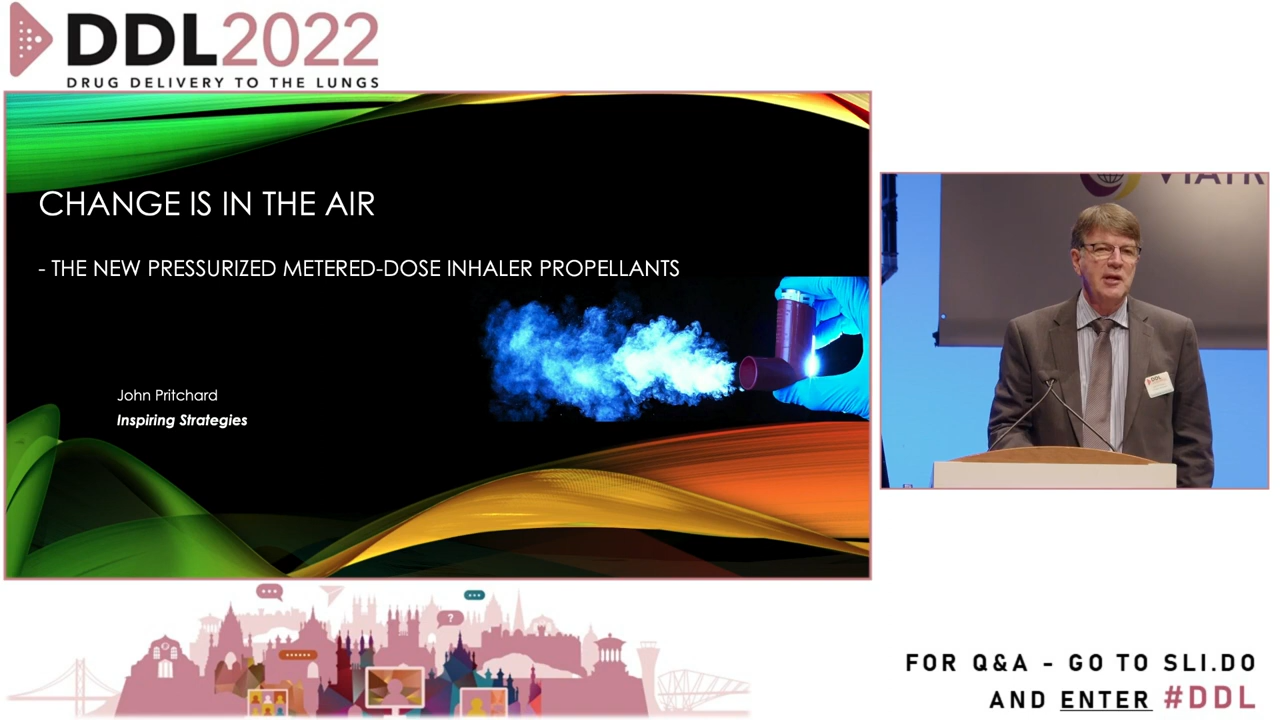 DDL2022
DRUG DELIVERY TO THE LUNGS
CHANGE IS IN THE AIR
- THE NEW PRESSURIZED METERED-DOSE INHALER PROPELLANTS
John Pritchard
Inspiring Strategies
DDL
FOR Q&A - GO TO SLI.DO
AND ENTER #DDL